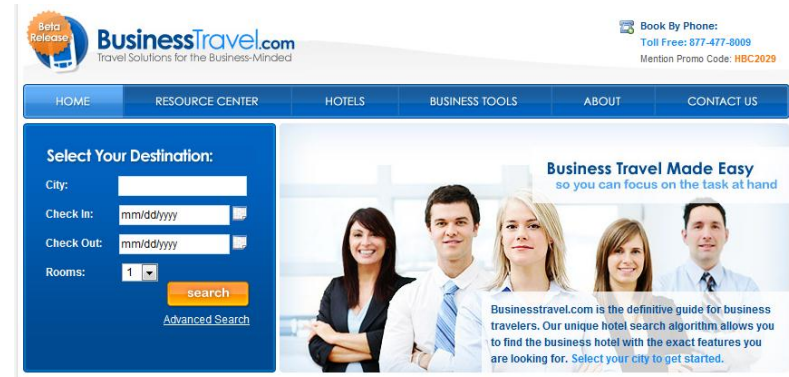 Beta
Release
BusinessTravel.com
Travel Solutions for the Business-Minded
Book By Phone:
Toll Free: 877-477-8009
Mention Promo Code: HBC2029
HOME
RESOURCE CENTER
HOTELS
BUSINESS TOOLS
ABOUT
CONTACT US
Select Your Destination:
City:
Check In: mm/dd/yyyy
Check Out: mm/dd/yyyy
Rooms: 1
search
Advanced Search
Business Travel Made Easy
so you can focus on the task at hand
Businesstravel.com is the definitive guide for business
travelers. Our unique hotel search algorithm allows you
to find the business hotel with the exact features you
are looking for. Select your city to get started.